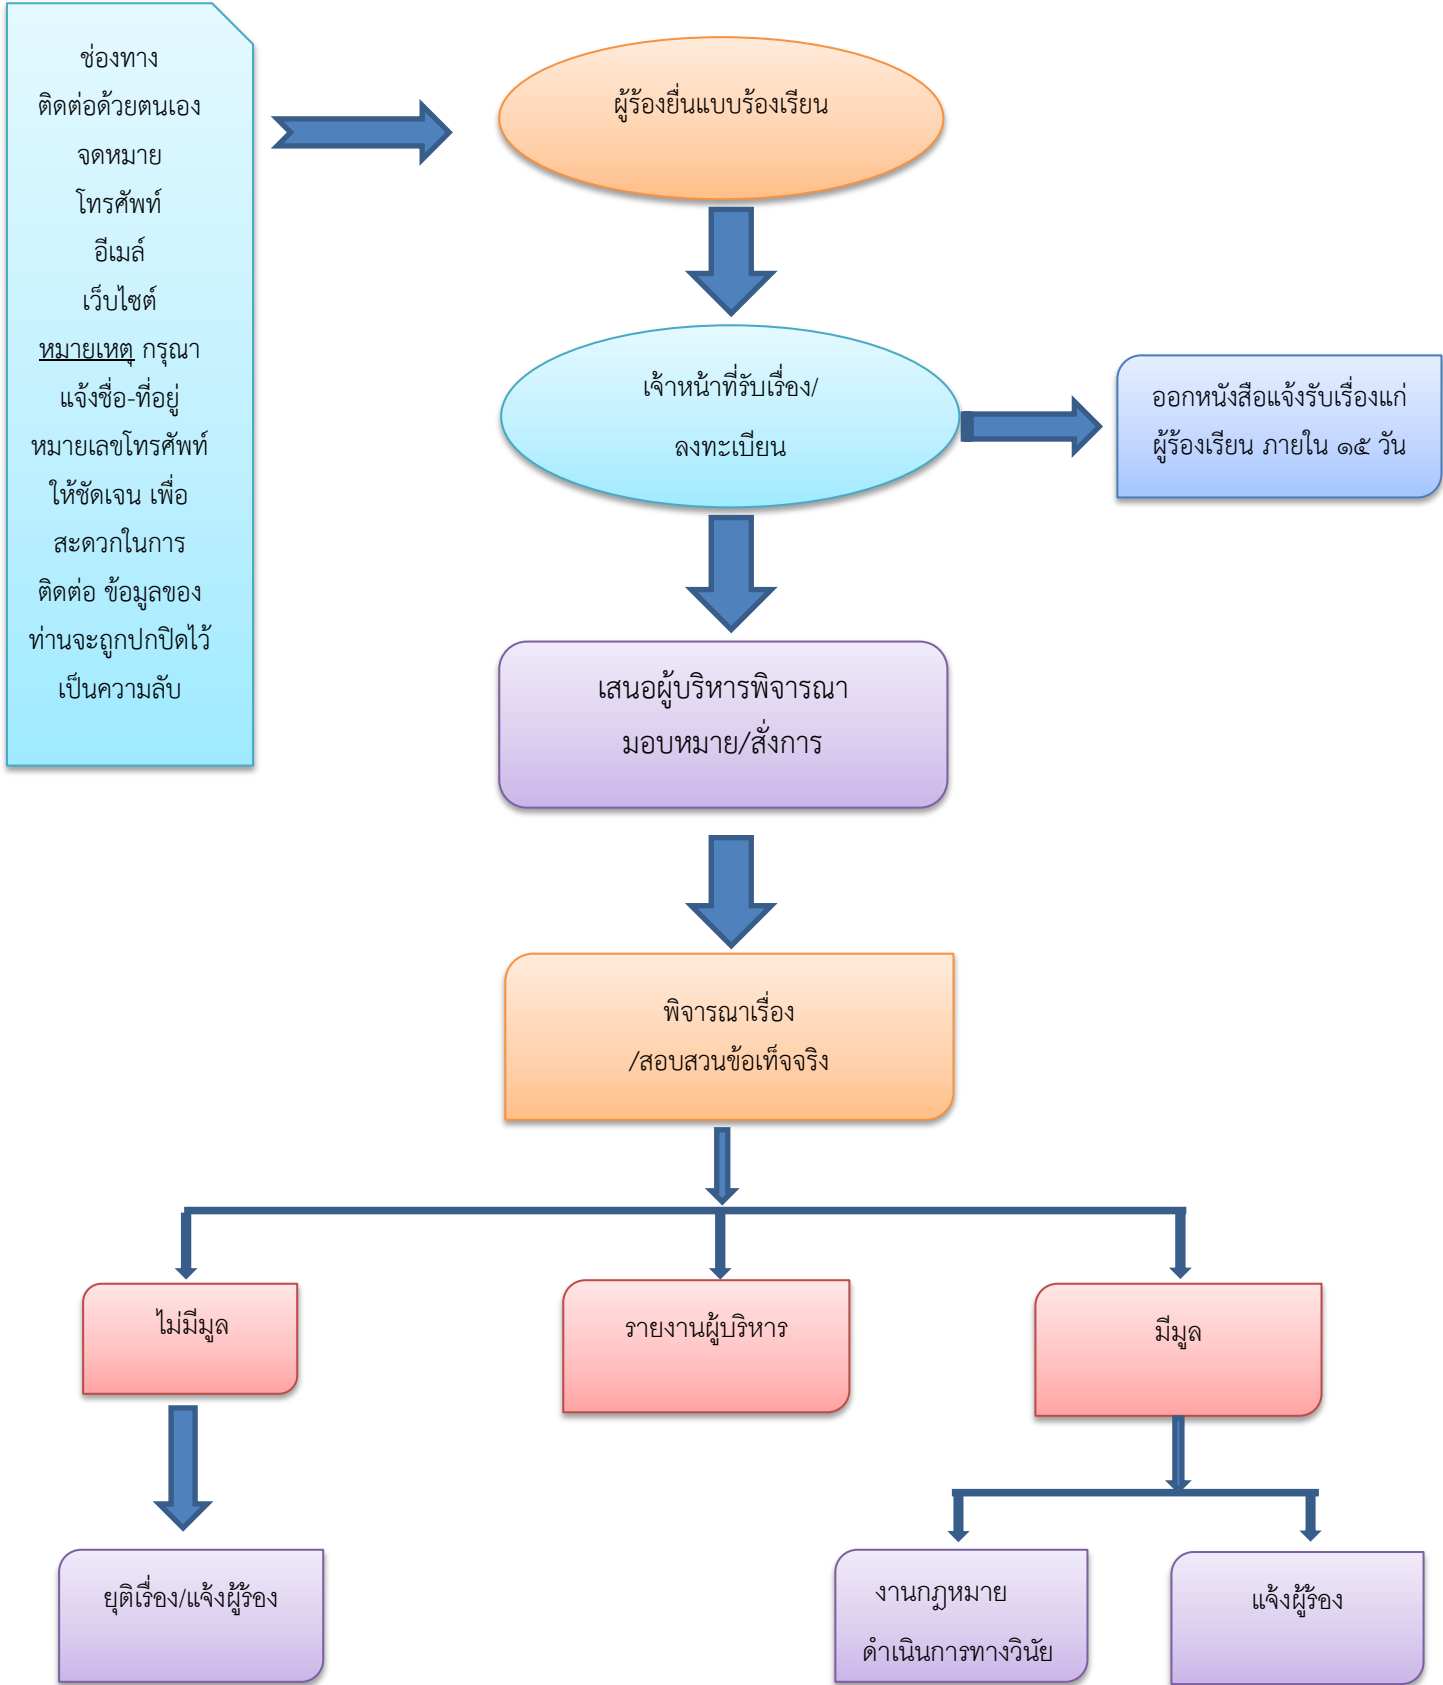 ช่องทาง
ติดต่อด้วยตนเอง
จดหมาย
โทรศัพท์
อีเมล์
เว็บไซต์
หมายเหตุ กรุณา
แจ้งชื่อ-ที่อยู่
หมายเลขโทรศัพท์
ให้ชัดเจน เพื่อ
สะดวกในการ
ติดต่อ ข้อมูลของ
ท่านจะถูกปกปิดไว้
เป็นความลับ
ผู้ร้องยื่นแบบร้องเรียน
เจ้าหน้าที่รับเรื่อง/
ลงทะเบียน
ออกหนังสือแจ้งรับเรื่องแก่
ผู้ร้องเรียน ภายใน ๑๕ วัน
เสนอผู้บริหารพิจารณา
มอบหมาย/สั่งการ
พิจารณาเรื่อง
/สอบสวนข้อเท็จจริง
ไม่มีมูล
รายงานผู้บริหาร
มีมูล
ยุติเรื่อง/แจ้งผู้ร้อง
งานกฎหมาย
ดำเนินการทางวินัย
แจ้งผู้ร้อง